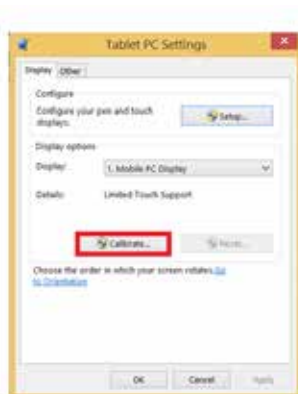 Tablet PC Settings
Display Other
Configure
Configure your pen and touch
displays.
Setup...
Display options
Display:
1. Mobile PC Display
Details:
Limited Touch Support
Calibrate...
Reset...
Choose the order in which your screen rotates. Go
to Orientation
OK
Cancel
Apply